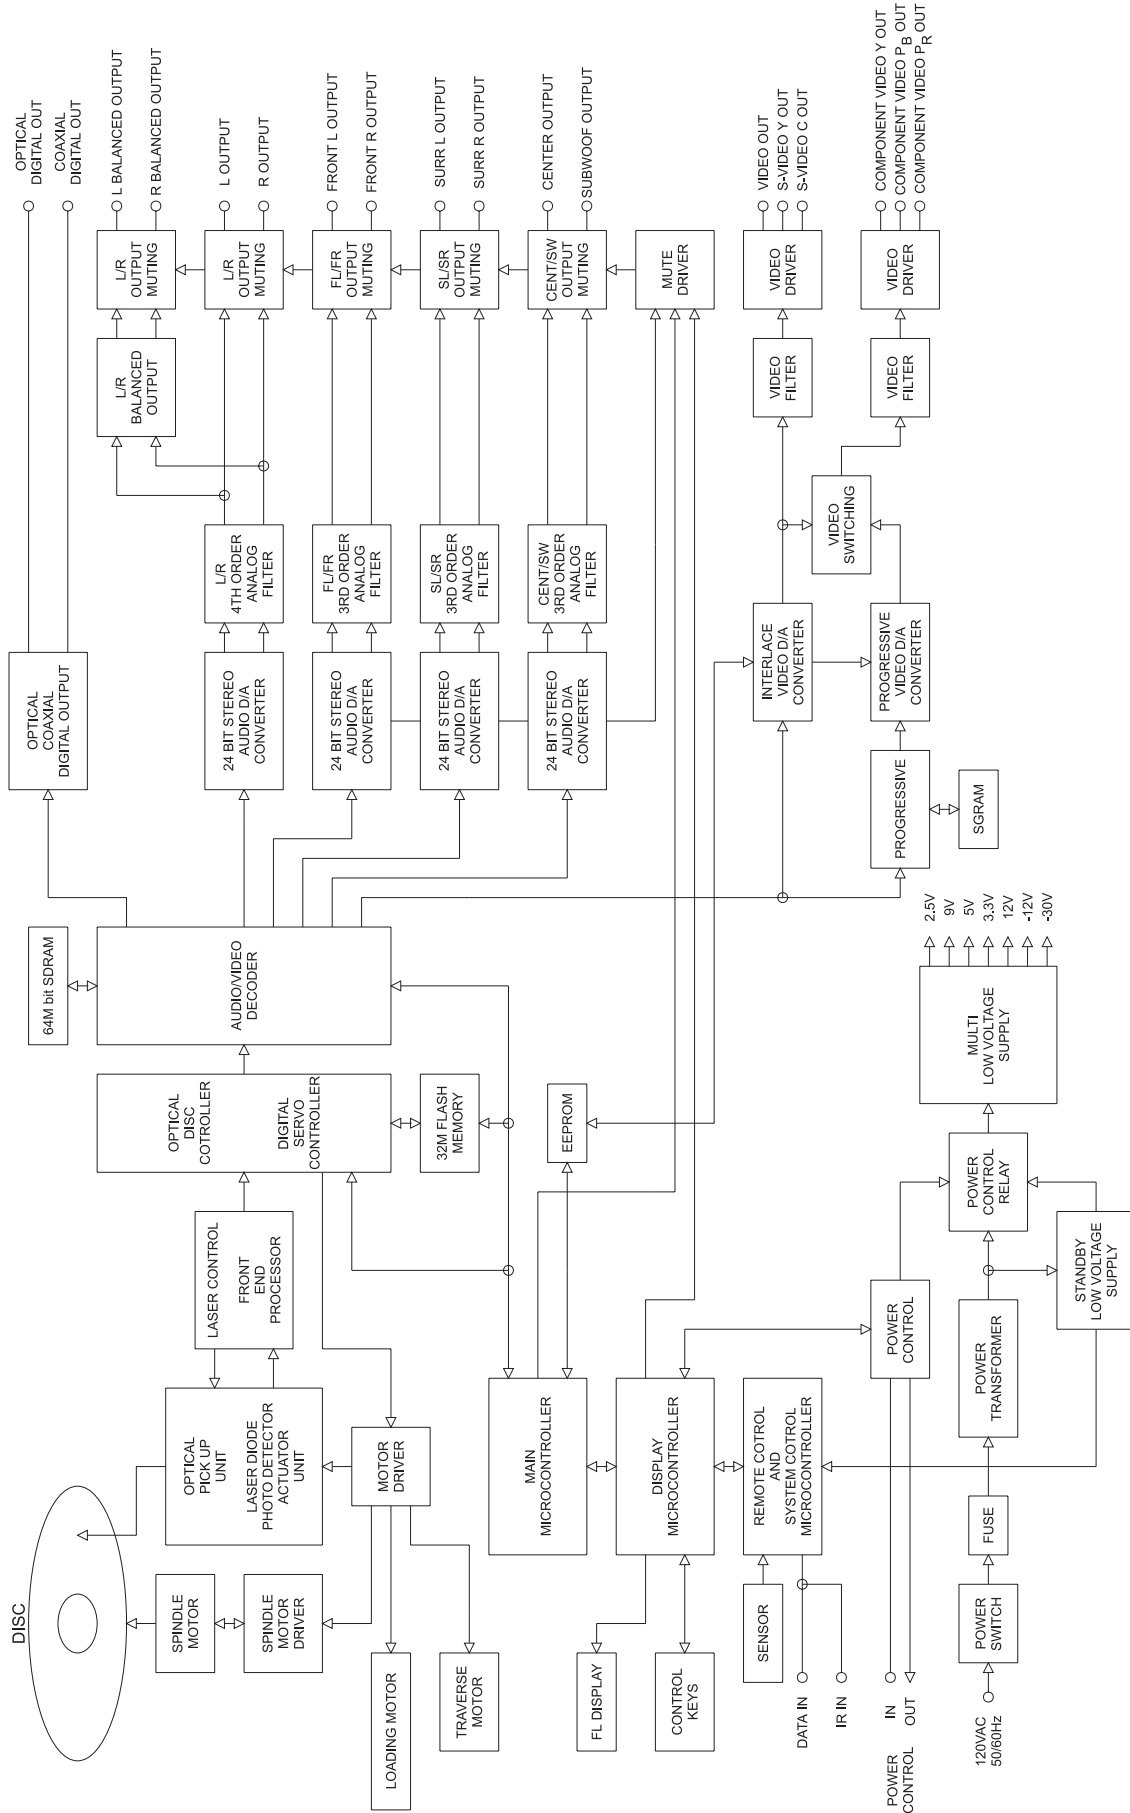 DISC
SPINDLE
MOTOR
SPINDLE
MOTOR
DRIVER
LOADING MOTOR
TRAVERSE
MOTOR
OPTICAL
PICK UP
UNIT
LASER DIODE
PHOTO DETECTOR
ACTUATOR
UNIT
MOTOR
DRIVER
LASER CONTROL
FRONT
END
PROCESSOR
OPTICAL
DISC
COTROLLER
DIGITAL
SERVO
CONTROLLER
32M FLASH
MEMORY
64M bit SDRAM
AUDIO/VIDEO
DECODER
OPTICAL
COAXIAL
DIGITAL OUTPUT
OPTICAL
DIGITAL OUT
COAXIAL
DIGITAL OUT
24 BIT STEREO
AUDIO D/A
CONVERTER
L/R
4TH ORDER
ANALOG
FILTER
L/R
BALANCED
OUTPUT
L/R
OUTPUT
MUTING
L BALANCED OUTPUT
R BALANCED OUTPUT
L/R
OUTPUT
MUTING
L OUTPUT
R OUTPUT
24 BIT STEREO
AUDIO D/A
CONVERTER
FL/FR
3RD ORDER
ANALOG
FILTER
FL/FR
OUTPUT
MUTING
FRONT L OUTPUT
FRONT R OUTPUT
24 BIT STEREO
AUDIO D/A
CONVERTER
SL/SR
3RD ORDER
ANALOG
FILTER
SL/SR
OUTPUT
MUTING
SURR L OUTPUT
SURR R OUTPUT
24 BIT STEREO
AUDIO D/A
CONVERTER
CENT/SW
3RD ORDER
ANALOG
FILTER
CENT/SW
OUTPUT
MUTING
CENTER OUTPUT
SUBWOOF OUTPUT
MUTE
DRIVER
MAIN
MICROCONTROLLER
EEPROM
DISPLAY
MICROCONTROLLER
FL DISPLAY
CONTROL
KEYS
REMOTE COTROL
AND
SYSTEM COTROL
MICROCONTROLLER
SENSOR
DATA IN
IR IN
INTERLACE
VIDEO D/A
CONVERTER
VIDEO
FILTER
VIDEO
DRIVER
VIDEO OUT
S-VIDEO Y OUT
S-VIDEO C OUT
VIDEO
SWITCHING
PROGRESSIVE
SGRAM
PROGRESSIVE
VIDEO D/A
CONVERTER
VIDEO
FILTER
VIDEO
DRIVER
COMPONENT VIDEO Y OUT
COMPONENT VIDEO PB OUT
COMPONENT VIDEO PR OUT
POWER
CONTROL
IN
OUT
POWER
CONTROL
120VAC
50/60Hz
POWER
SWITCH
FUSE
POWER
TRANSFORMER
POWER
CONTROL
RELAY
STANDBY
LOW VOLTAGE
SUPPLY
MULTI
LOW VOLTAGE
SUPPLY
2.5V
9V
5V
3.3V
12V
-12V
-30V